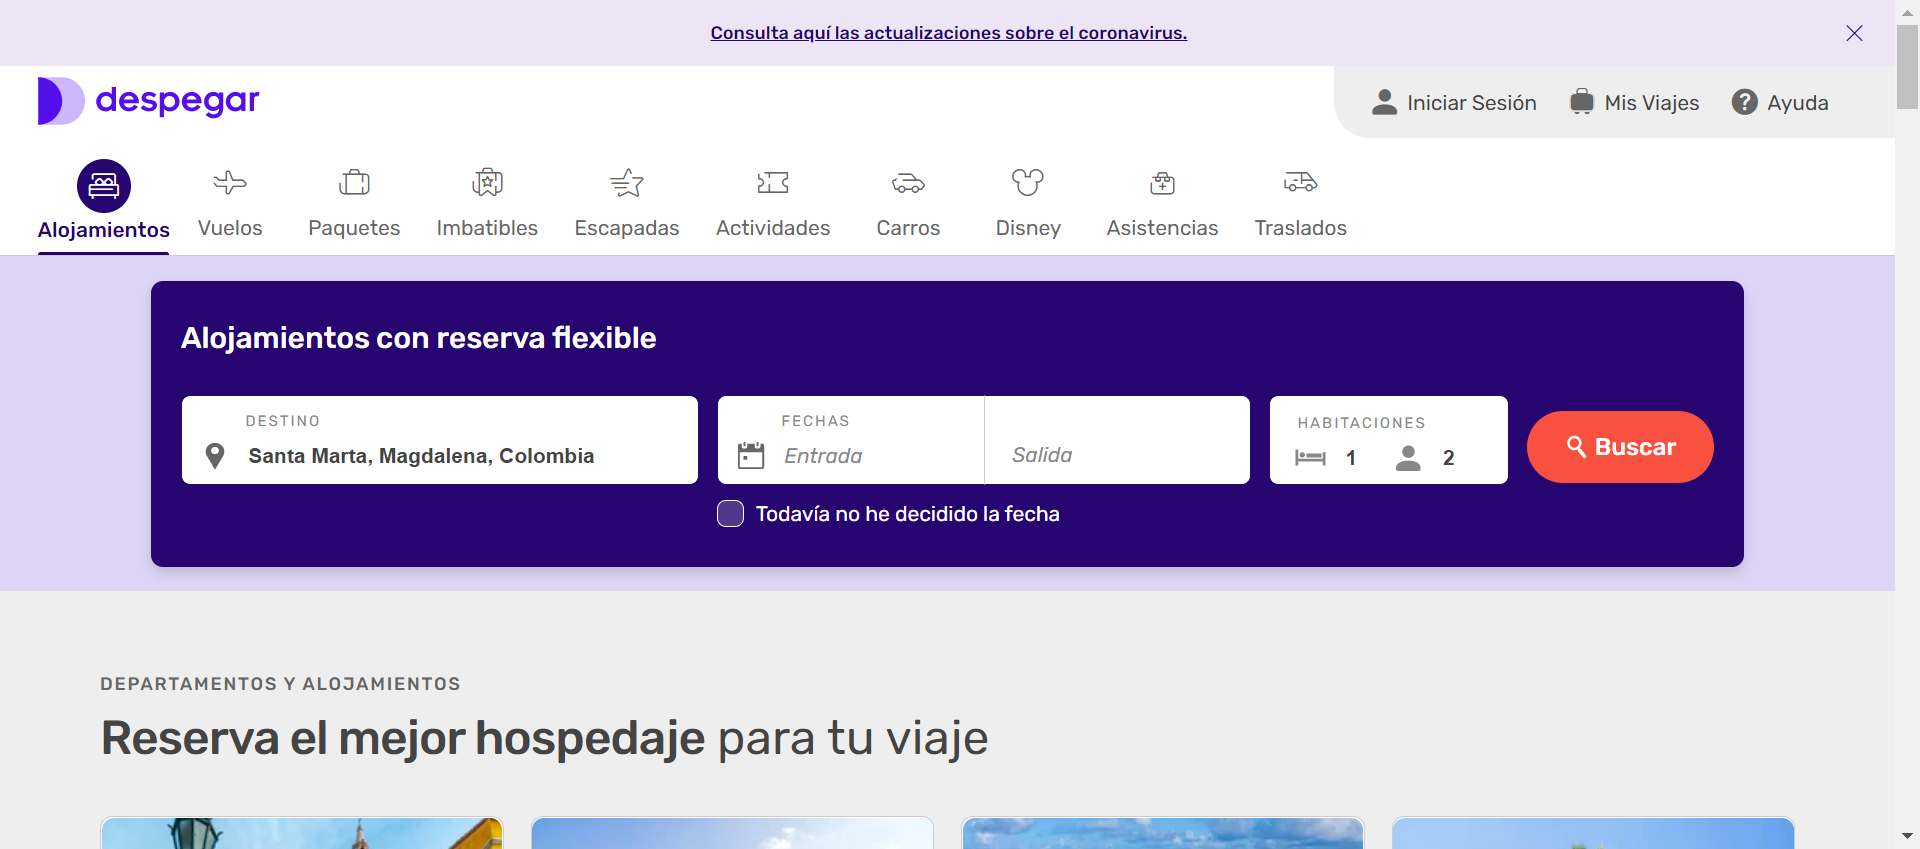 Consulta aquí las actualizaciones sobre el coronavirus.
despegar
Iniciar Sesión
Mis Viajes
? Ayuda
Alojamientos
Vuelos
Paquetes
Imbatibles
Escapadas
Actividades
Carros
Disney
Asistencias
Traslados
Alojamientos con reserva flexible
DESTINO
Santa Marta, Magdalena, Colombia
FECHAS
Entrada
Salida
HABITACIONES
1
2
Buscar
Todavía no he decidido la fecha
DEPARTAMENTOS Y ALOJAMIENTOS
Reserva el mejor hospedaje para tu viaje